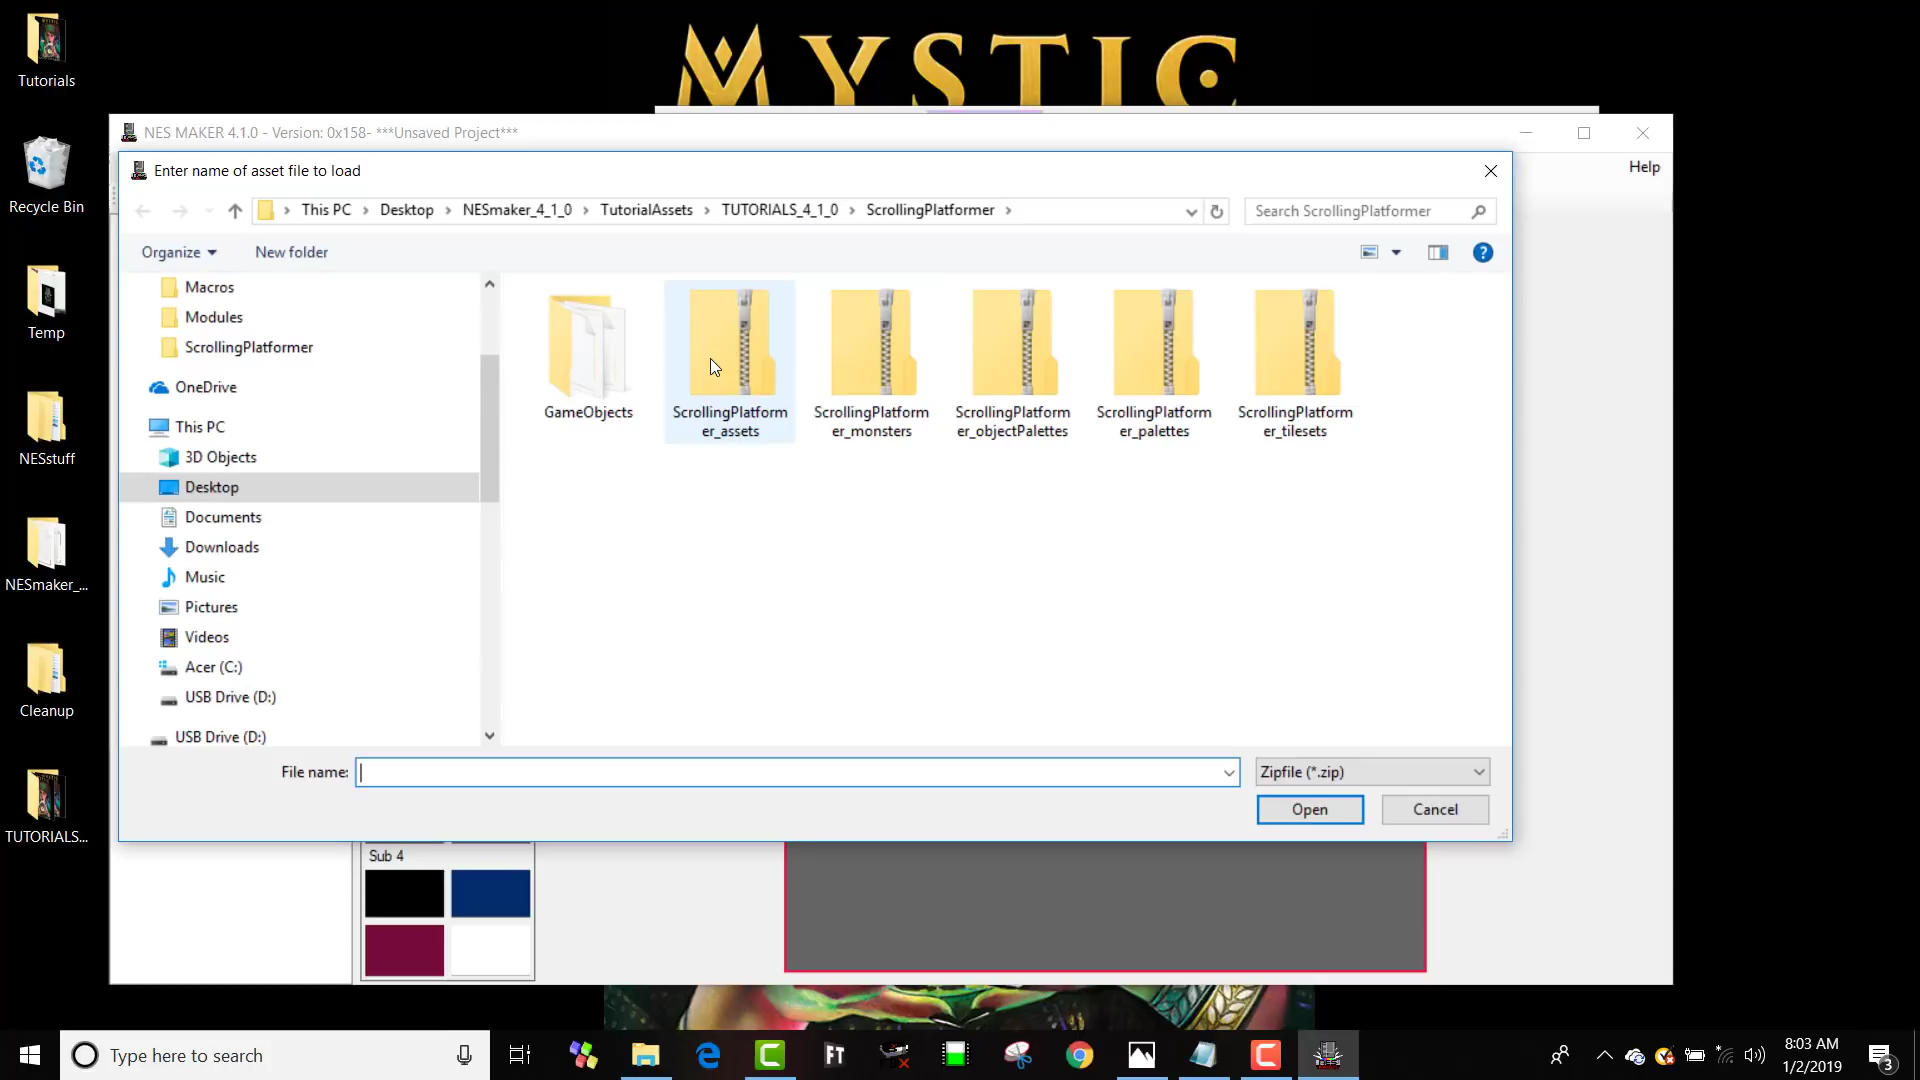 MYSTIC
Tutorials
Recycle Bin
Temp
NESstuff
NESmaker_...
Cleanup
TUTORIALS...
NES MAKER 4.1.0 - Version: 0x158- ***Unsaved Project***
Help
Enter name of asset file to load
This PC
Desktop
NESmaker_4_1_0
TutorialAssets
TUTORIALS_4_1_0
ScrollingPlatformer
Search ScrollingPlatformer
Organize
New folder
Macros
Modules
ScrollingPlatformer
OneDrive
This PC
3D Objects
Desktop
Documents
Downloads
Music
Pictures
Videos
Acer (C:)
USB Drive (D:)
USB Drive (D:)
GameObjects
ScrollingPlatform
er_assets
ScrollingPlatform
er_monsters
ScrollingPlatform
er_objectPalettes
ScrollingPlatform
er_palettes
ScrollingPlatform
er_tilesets
File name:
Zipfile (*.zip)
Open
Cancel
Sub 4
Type here to search
FT
8:03 AM
1/2/2019
3